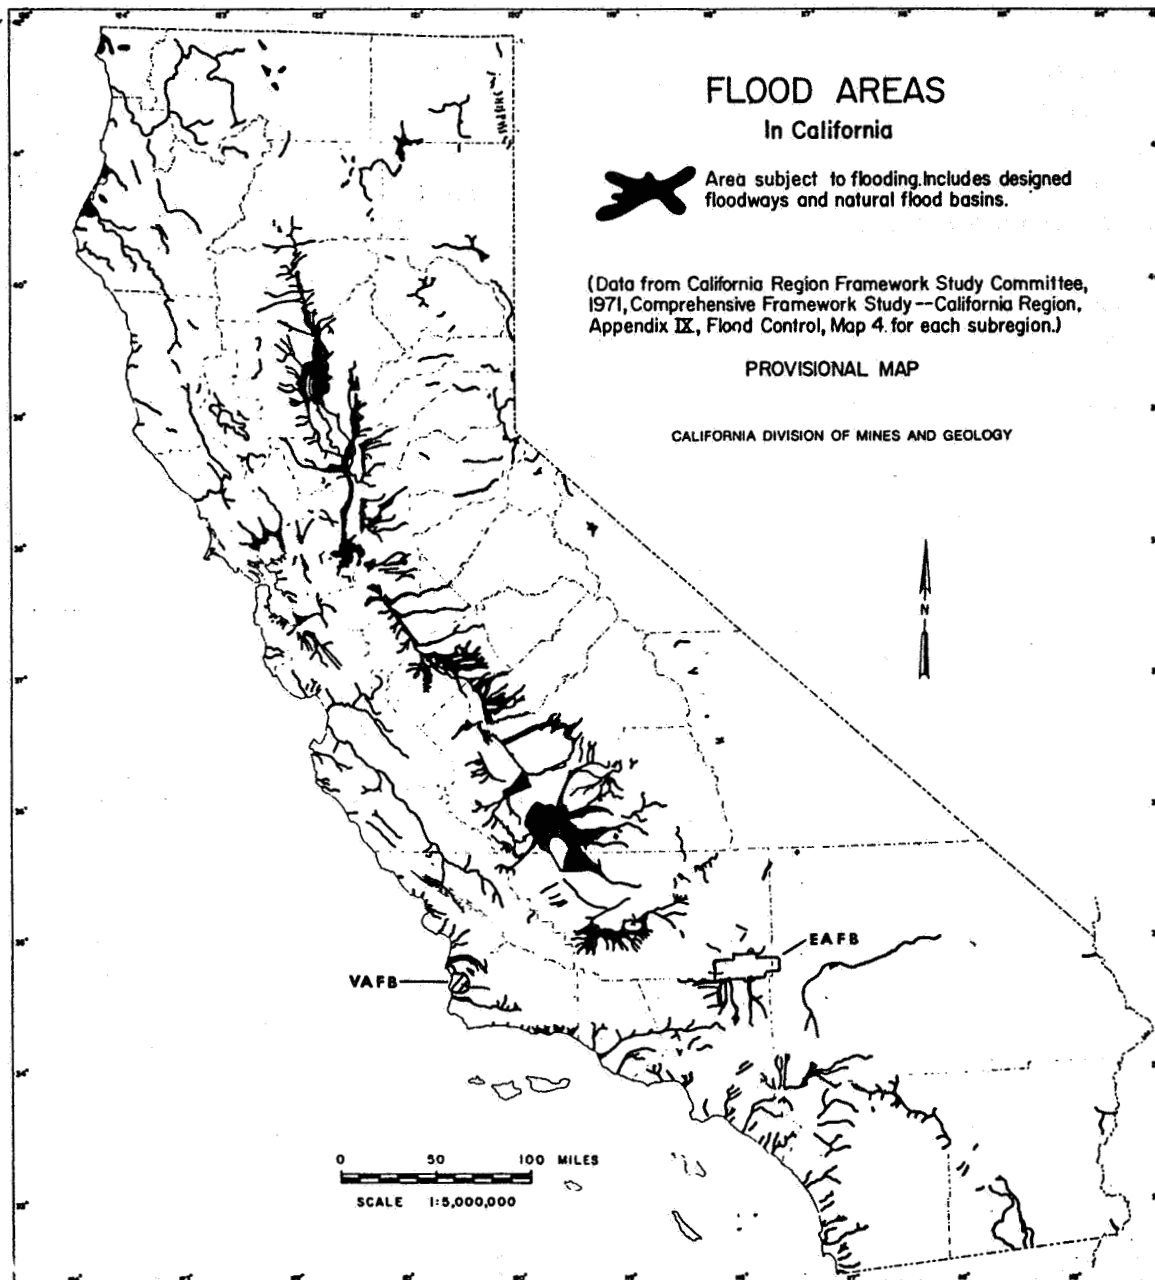 FLOOD AREAS
In California
Area subject to flooding. Includes designed
floodways and natural flood basins.
(Data from California Region Framework Study Committee,
1971, Comprehensive Framework Study--California Region,
Appendix IX, Flood Control, Map 4. for each subregion.)
PROVISIONAL MAP
CALIFORNIA DIVISION OF MINES AND GEOLOGY
N
EAFB
VAFB
0 50 100 MILES
SCALE 1:5,000,000